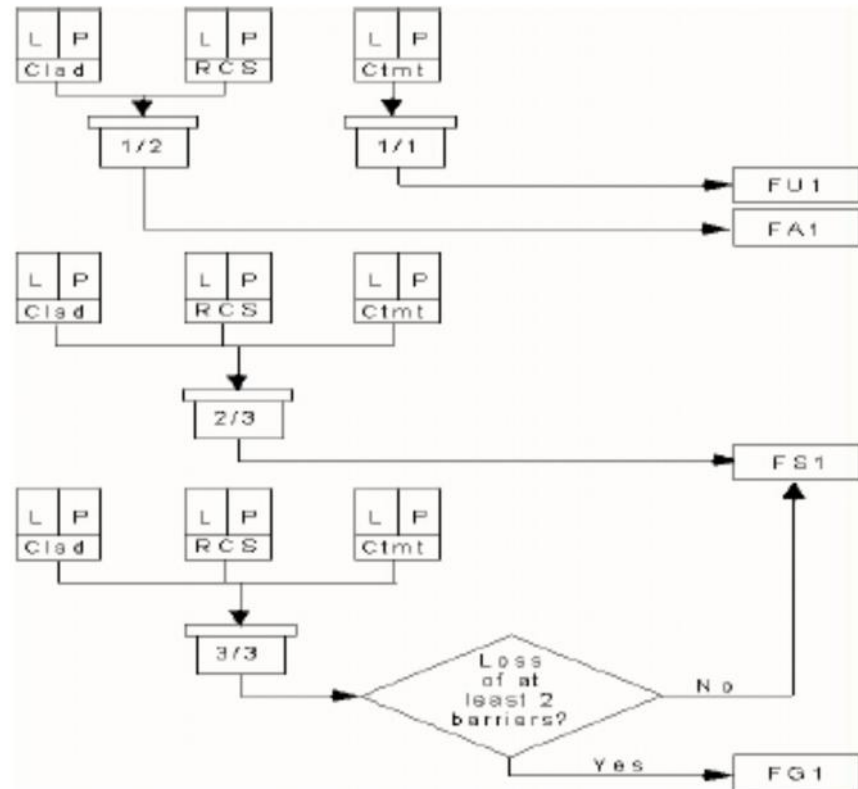 L P L P L P
Clad RCS Ctmt
1/2 1/1
FU1
FA1
L P L P L P
Clad RCS Ctmt
2/3
FS1
L P L P L P
Clad RCS Ctmt
3/3
Loss
of at
least 2
barriers?
No
Yes
FG1